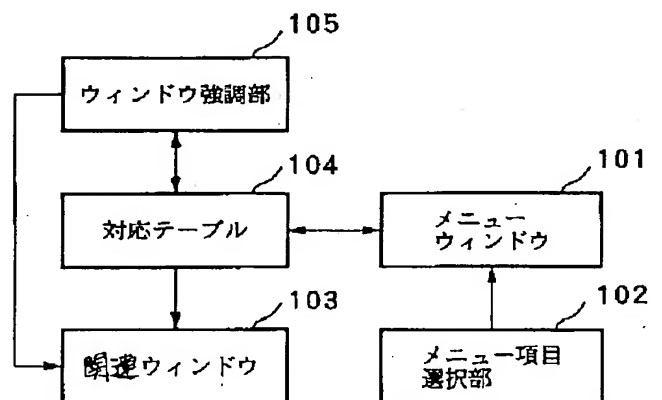 105
ウィンドウ強調部
104
対応テーブル
101
メニュー
ウィンドウ
103
関連ウィンドウ
102
メニュー項目
選択部